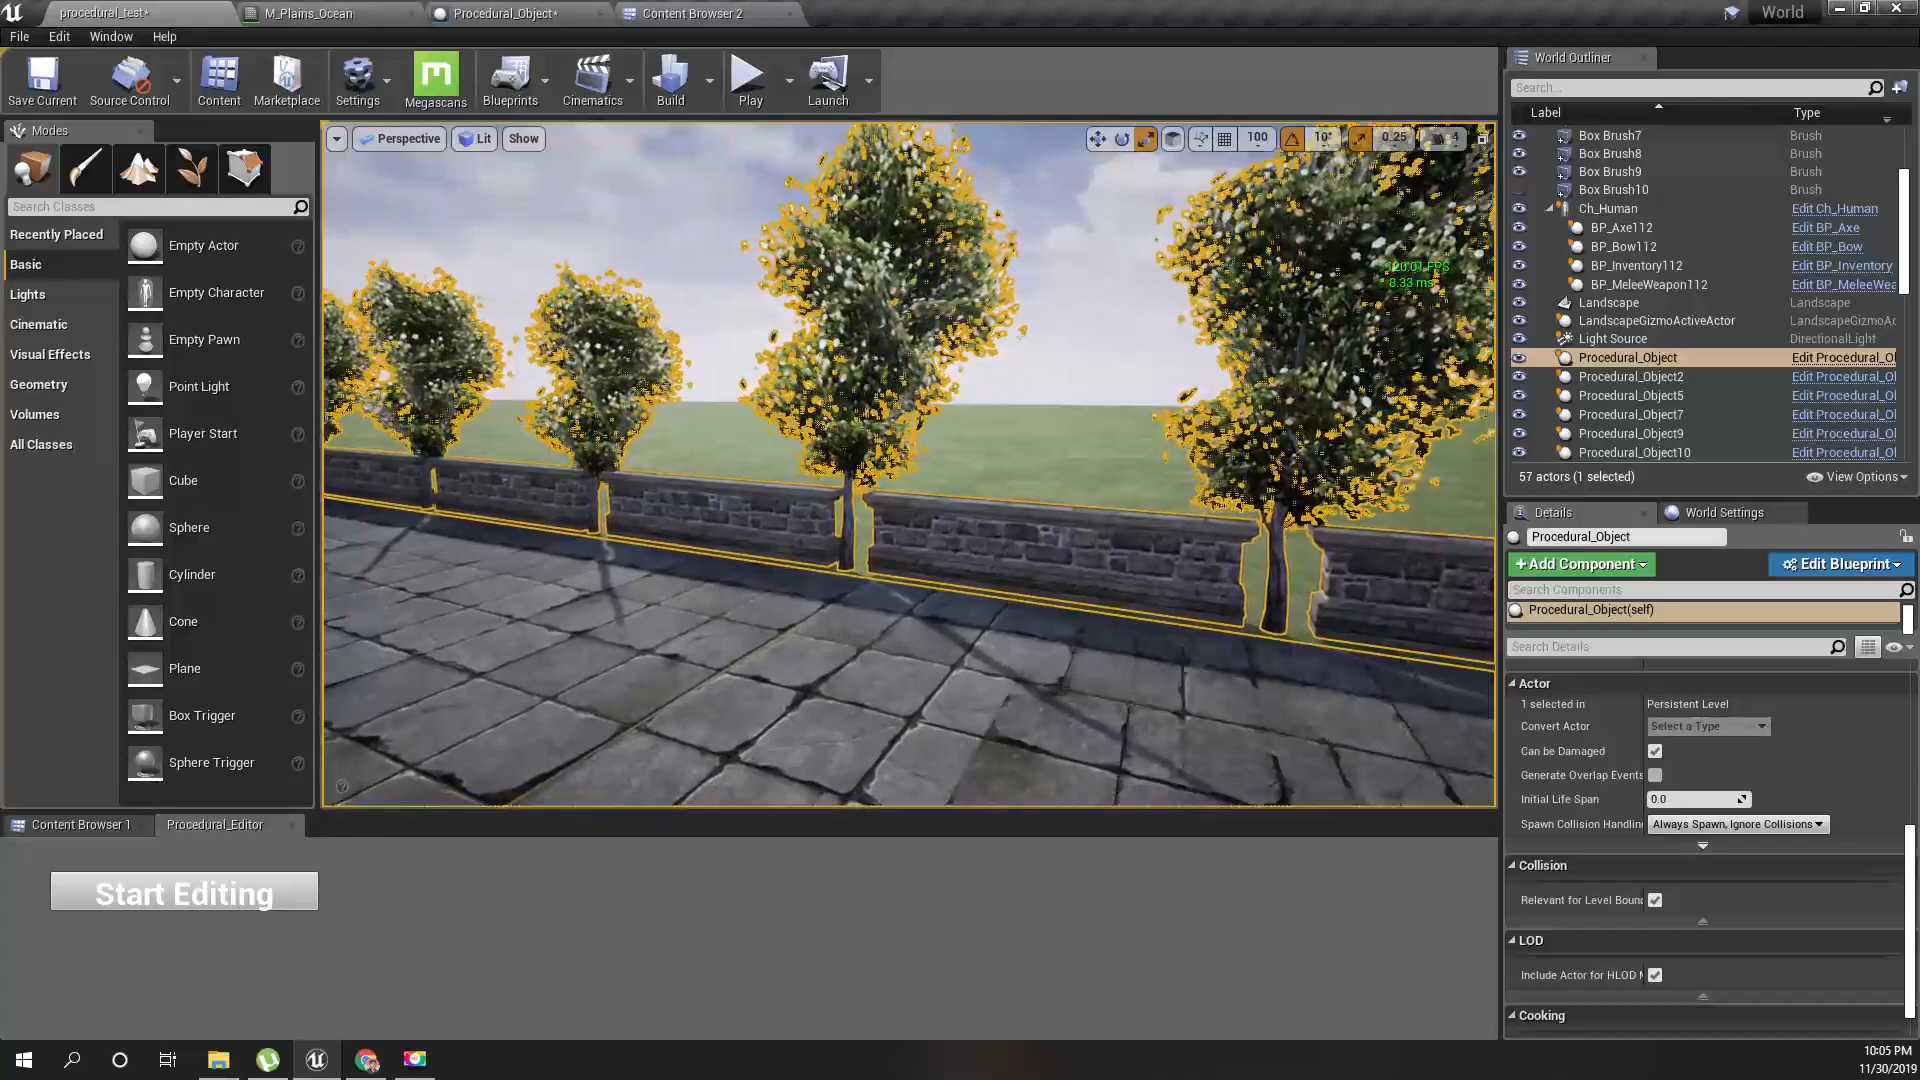 procedural_test*
M_Plains_Ocean
Procedural_Object*
Content Browser 2
World
File
Edit
Window
Help
Save Current
Source Control
Content
Marketplace
Settings
Megascans
Blueprints
Cinematics
Build
Play
Launch
Modes
Search Classes
Recently Placed
Basic
Lights
Cinematic
Visual Effects
Geometry
Volumes
All Classes
Empty Actor
Empty Character
Empty Pawn
Point Light
Player Start
Cube
Sphere
Cylinder
Cone
Plane
Box Trigger
Sphere Trigger
Perspective
Lit
Show
100
10°
0.25
4
120.01 FPS
8.33 ms
World Outliner
Search...
Label
Type
Box Brush7 Brush
Box Brush8 Brush
Box Brush9 Brush
Box Brush10 Brush
Ch_Human Edit Ch_Human
BP_Axe112 Edit BP_Axe
BP_Bow112 Edit BP_Bow
BP_Inventory112 Edit BP_Inventory
BP_MeleeWeapon112 Edit BP_MeleeWea
Landscape Landscape
LandscapeGizmoActiveActor LandscapeGizmoAc
Light Source DirectionalLight
Procedural_Object Edit Procedural_Ol
Procedural_Object2 Edit Procedural_Ol
Procedural_Object5 Edit Procedural_Ol
Procedural_Object7 Edit Procedural_Ol
Procedural_Object9 Edit Procedural_Ol
Procedural_Object10 Edit Procedural_Ol
57 actors (1 selected)
View Options
Details
World Settings
Procedural_Object
+Add Component
Edit Blueprint
Search Components
Procedural_Object(self)
Search Details
Actor
1 selected in Persistent Level
Convert Actor Select a Type
Can be Damaged
Generate Overlap Events
Initial Life Span 0.0
Spawn Collision Handlin Always Spawn, Ignore Collisions
Collision
Relevant for Level Bound
LOD
Include Actor for HLOD M
Cooking
Content Browser 1
Procedural_Editor
Start Editing
10:05 PM
11/30/2019